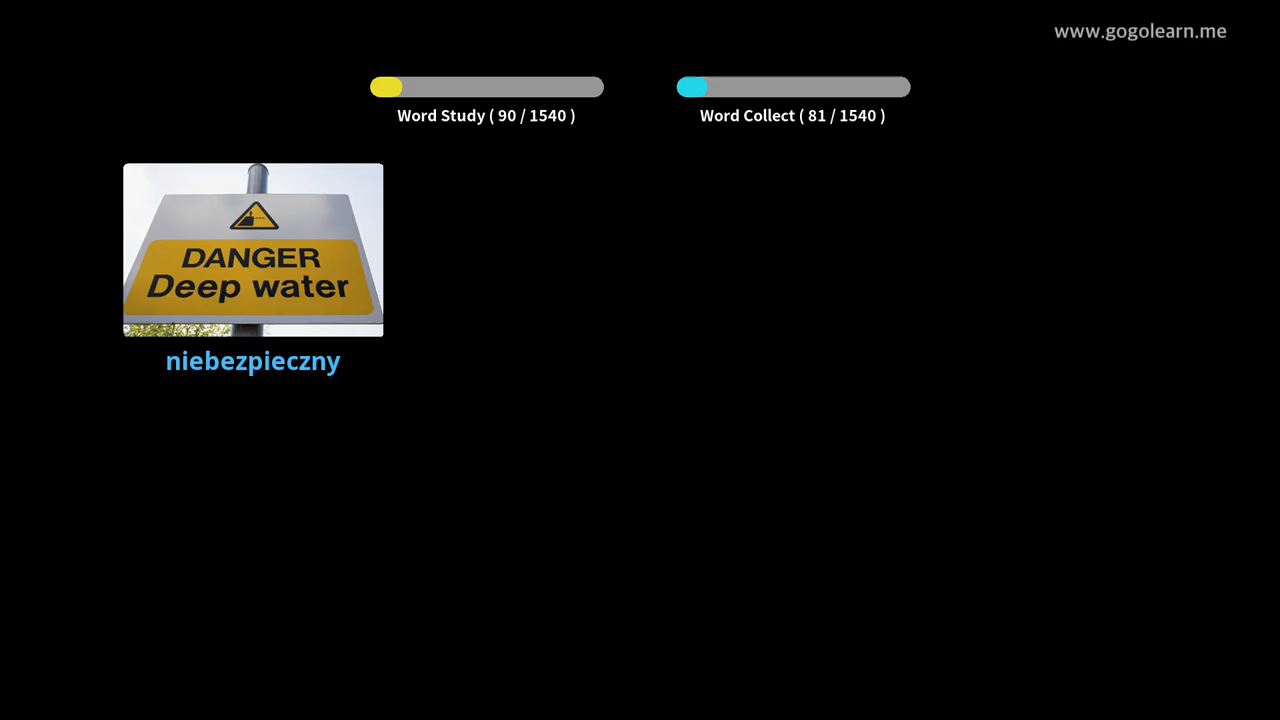 www.gogolearn.me
Word Study ( 90 / 1540 )
Word Collect ( 81 / 1540 )
DANGER
Deep water
niebezpieczny